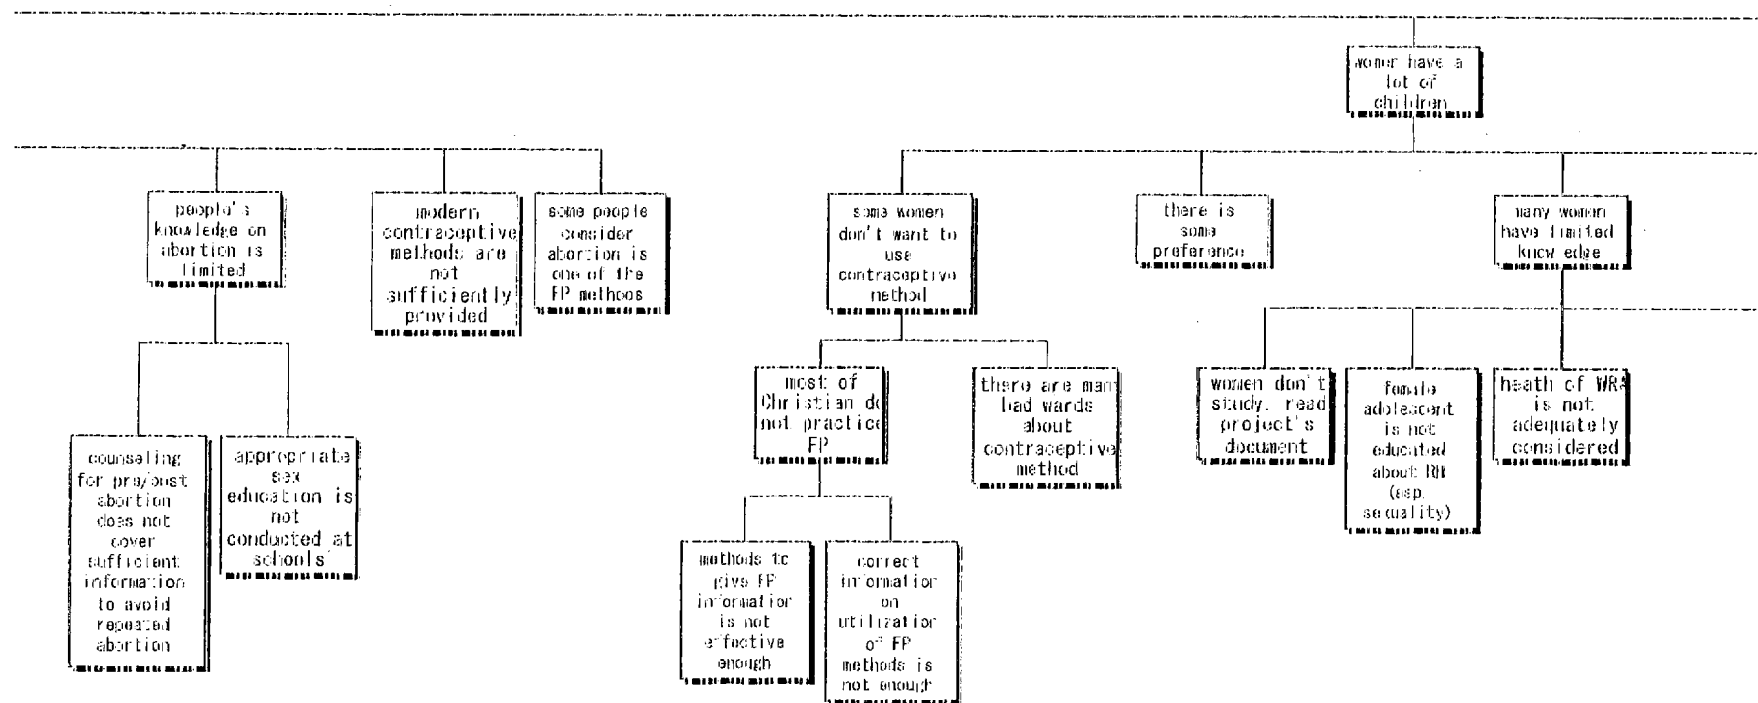 women have a
lot of
children
people's
knowledge on
abortion is
limited
modern
contraceptive
methods are
not
sufficiently
provided
some people
consider
abortion is
one of the
FP methods
some women
don't want to
use
contraceptive
method
there is
some
preference
many women
have limited
know edge
most of
Christian do
not practice
FP
there are man
bad wards
about
contraceptive
method
women don't
study, read
project's
document
female
adolescent
is not
educated
about RH
(esp.
sexuality)
heath of WRA
is not
adequately
considered
counseling
for pre/post
abortion
does not
cover
sufficient
information
to avoid
repeated
abortion
appropriate
sex
education is
not
conducted at
schools
methods to
give FP
information
is not
effective
enough
correct
information
on
utilization
of FP
methods is
not enough